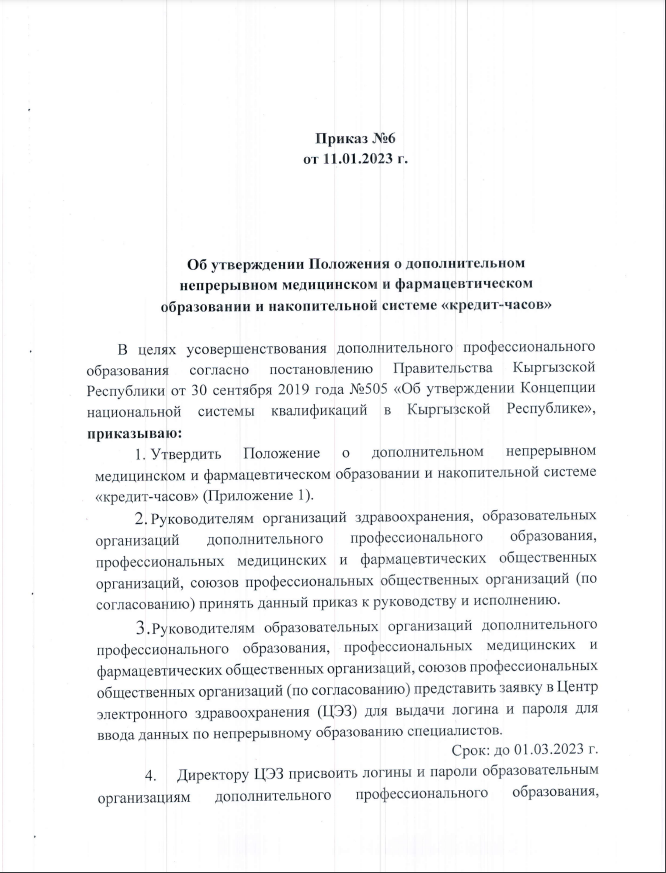 Приказ №6
от 11.01.2023 г.
Об утверждении Положения о дополнительном
непрерывном медицинском и фармацевтическом
образовании и накопительной системе «кредит-часов»
В целях усовершенствования дополнительного профессионального
образования согласно постановлению Правительства Кыргызской
Республики от 30 сентября 2019 года №505 «Об утверждении Концепции
национальной системы квалификаций в Кыргызской Республике»,
приказываю:
1. Утвердить Положение о дополнительном непрерывном
медицинском и фармацевтическом образовании и накопительной системе
«кредит-часов» (Приложение 1).
2. Руководителям организаций здравоохранения, образовательных
организаций дополнительного профессионального образования,
профессиональных медицинских и фармацевтических общественных
организаций, союзов профессиональных общественных организаций (по
согласованию) принять данный приказ к руководству и исполнению.
3. Руководителям образовательных организаций дополнительного
профессионального образования, профессиональных медицинских и
фармацевтических общественных организаций, союзов профессиональных
общественных организаций (по согласованию) представить заявку в Центр
электронного здравоохранения (ЦЭЗ) для выдачи логина и пароля для
ввода данных по непрерывному образованию специалистов.
Срок: до 01.03.2023 г.
4. Директору ЦЭЗ присвоить логины и пароли образовательным
организациям дополнительного профессионального образования,